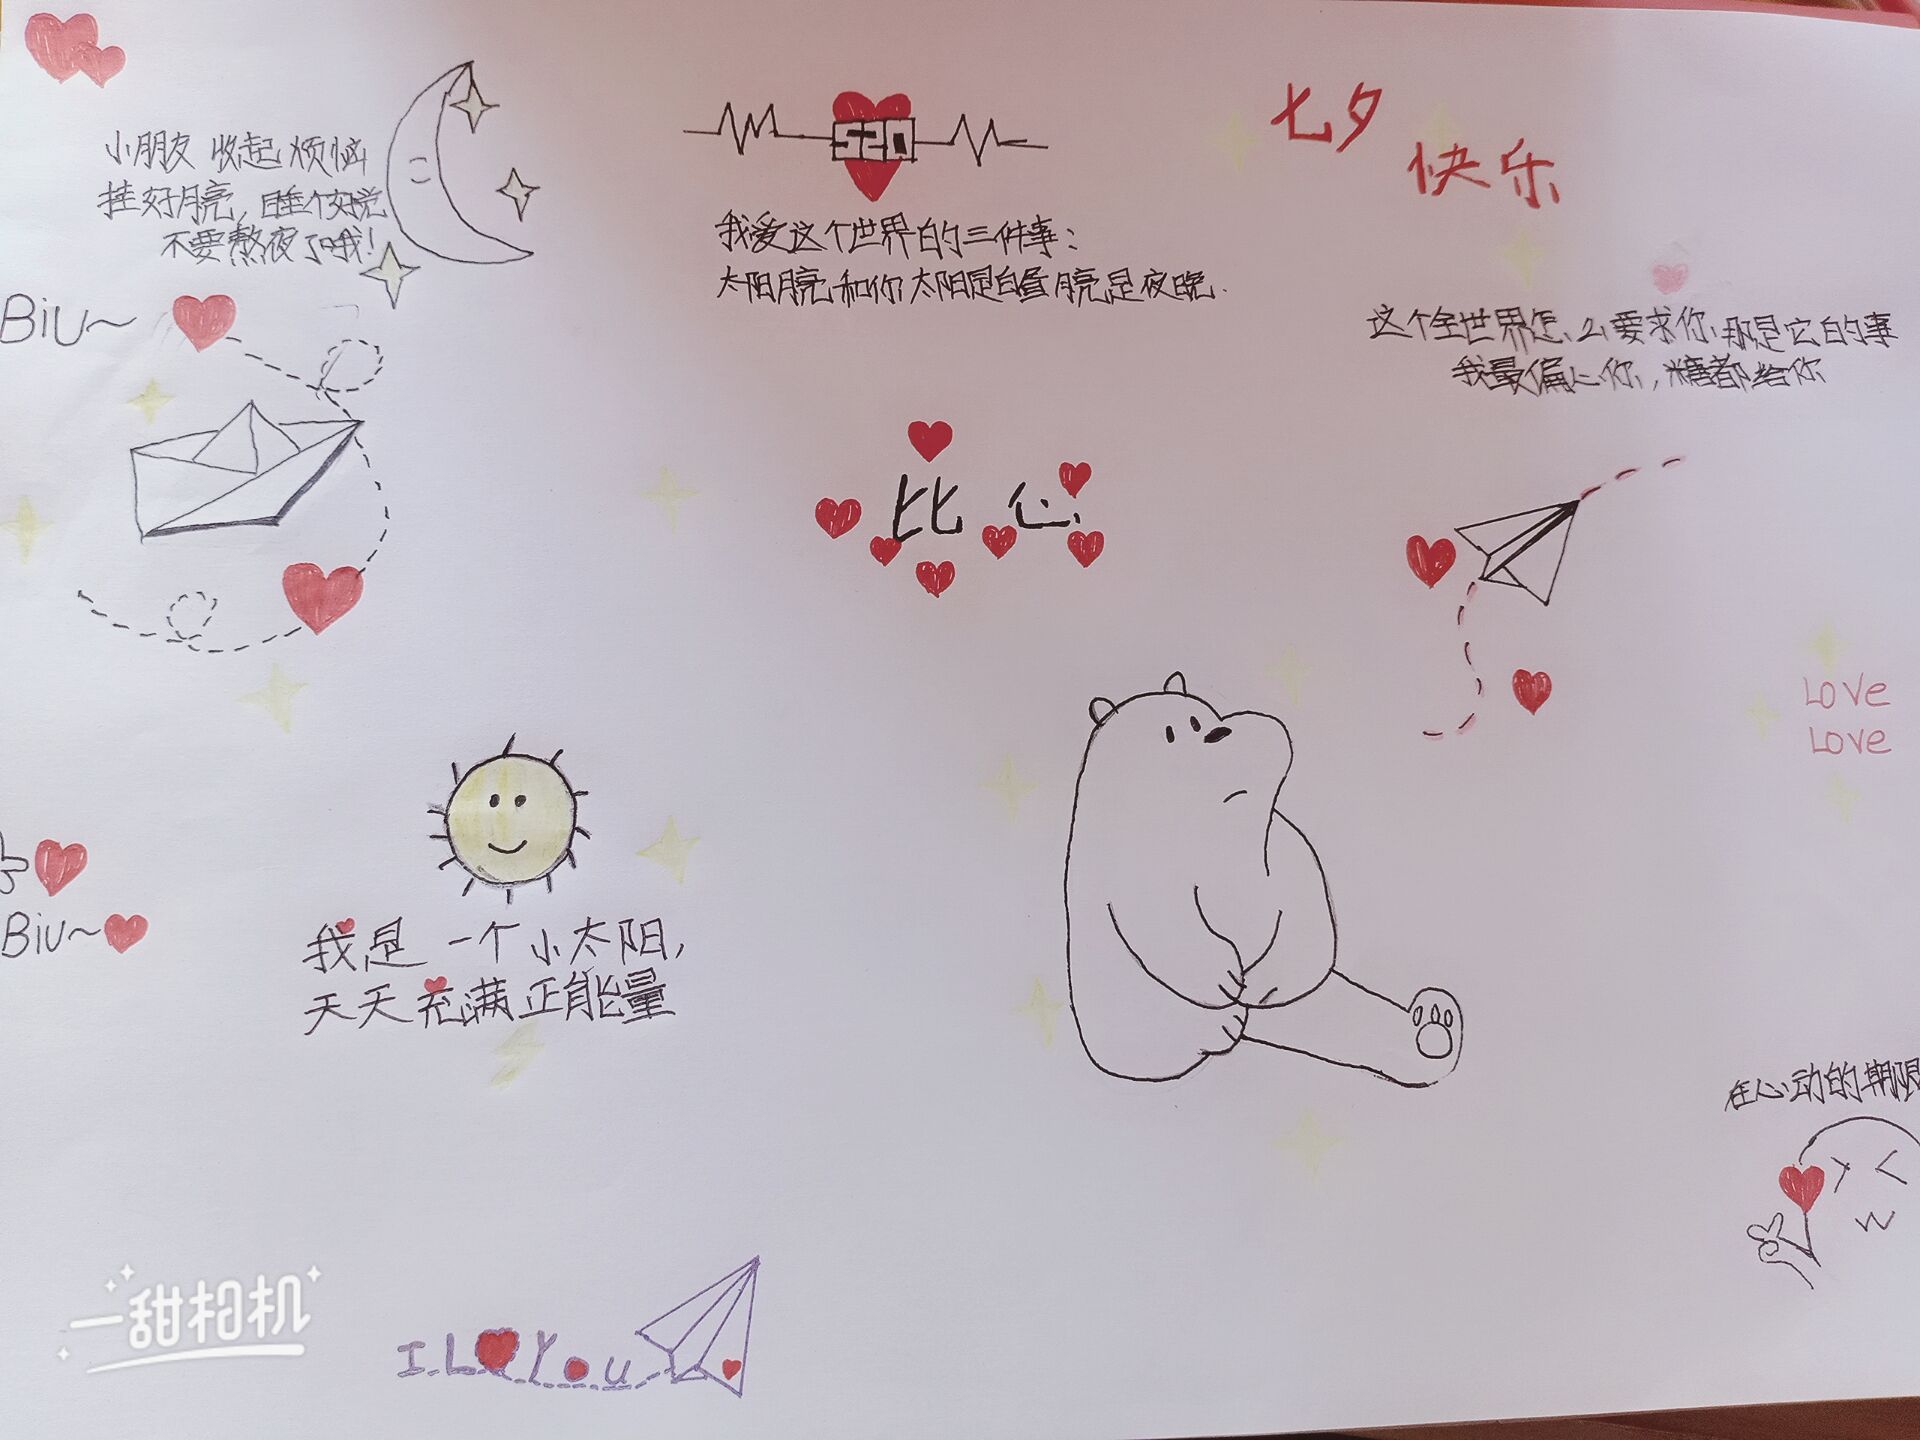 小朋友 收起 烦恼
挂好月亮，睡个好觉
不要熬夜了哦！
Biu~
520
我爱这个世界的三件事：
太阳月亮和你 太阳是白昼 月亮是夜晚.
七夕
快乐
这个全世界怎么要求你、那是它的事
我最偏心你，糖都给你
比心
Love
Love
我是 一个小太阳，
天天充满正能量
Biu~
在心动的期限
I Lo You
一甜相机